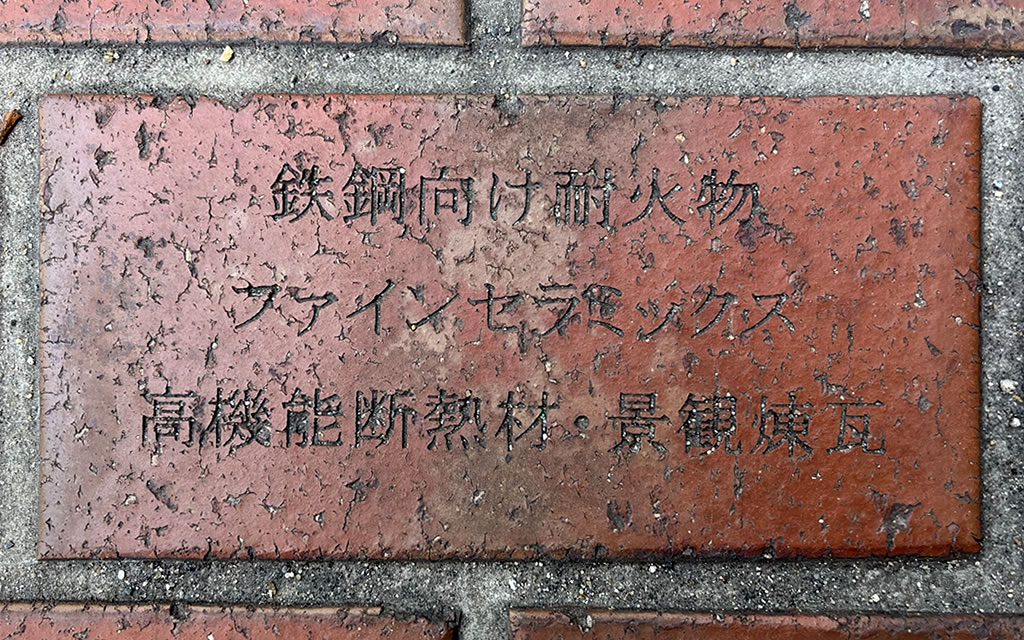 鉄鋼向け耐火物
ファインセラミックス
高機能断熱材・景観煉瓦